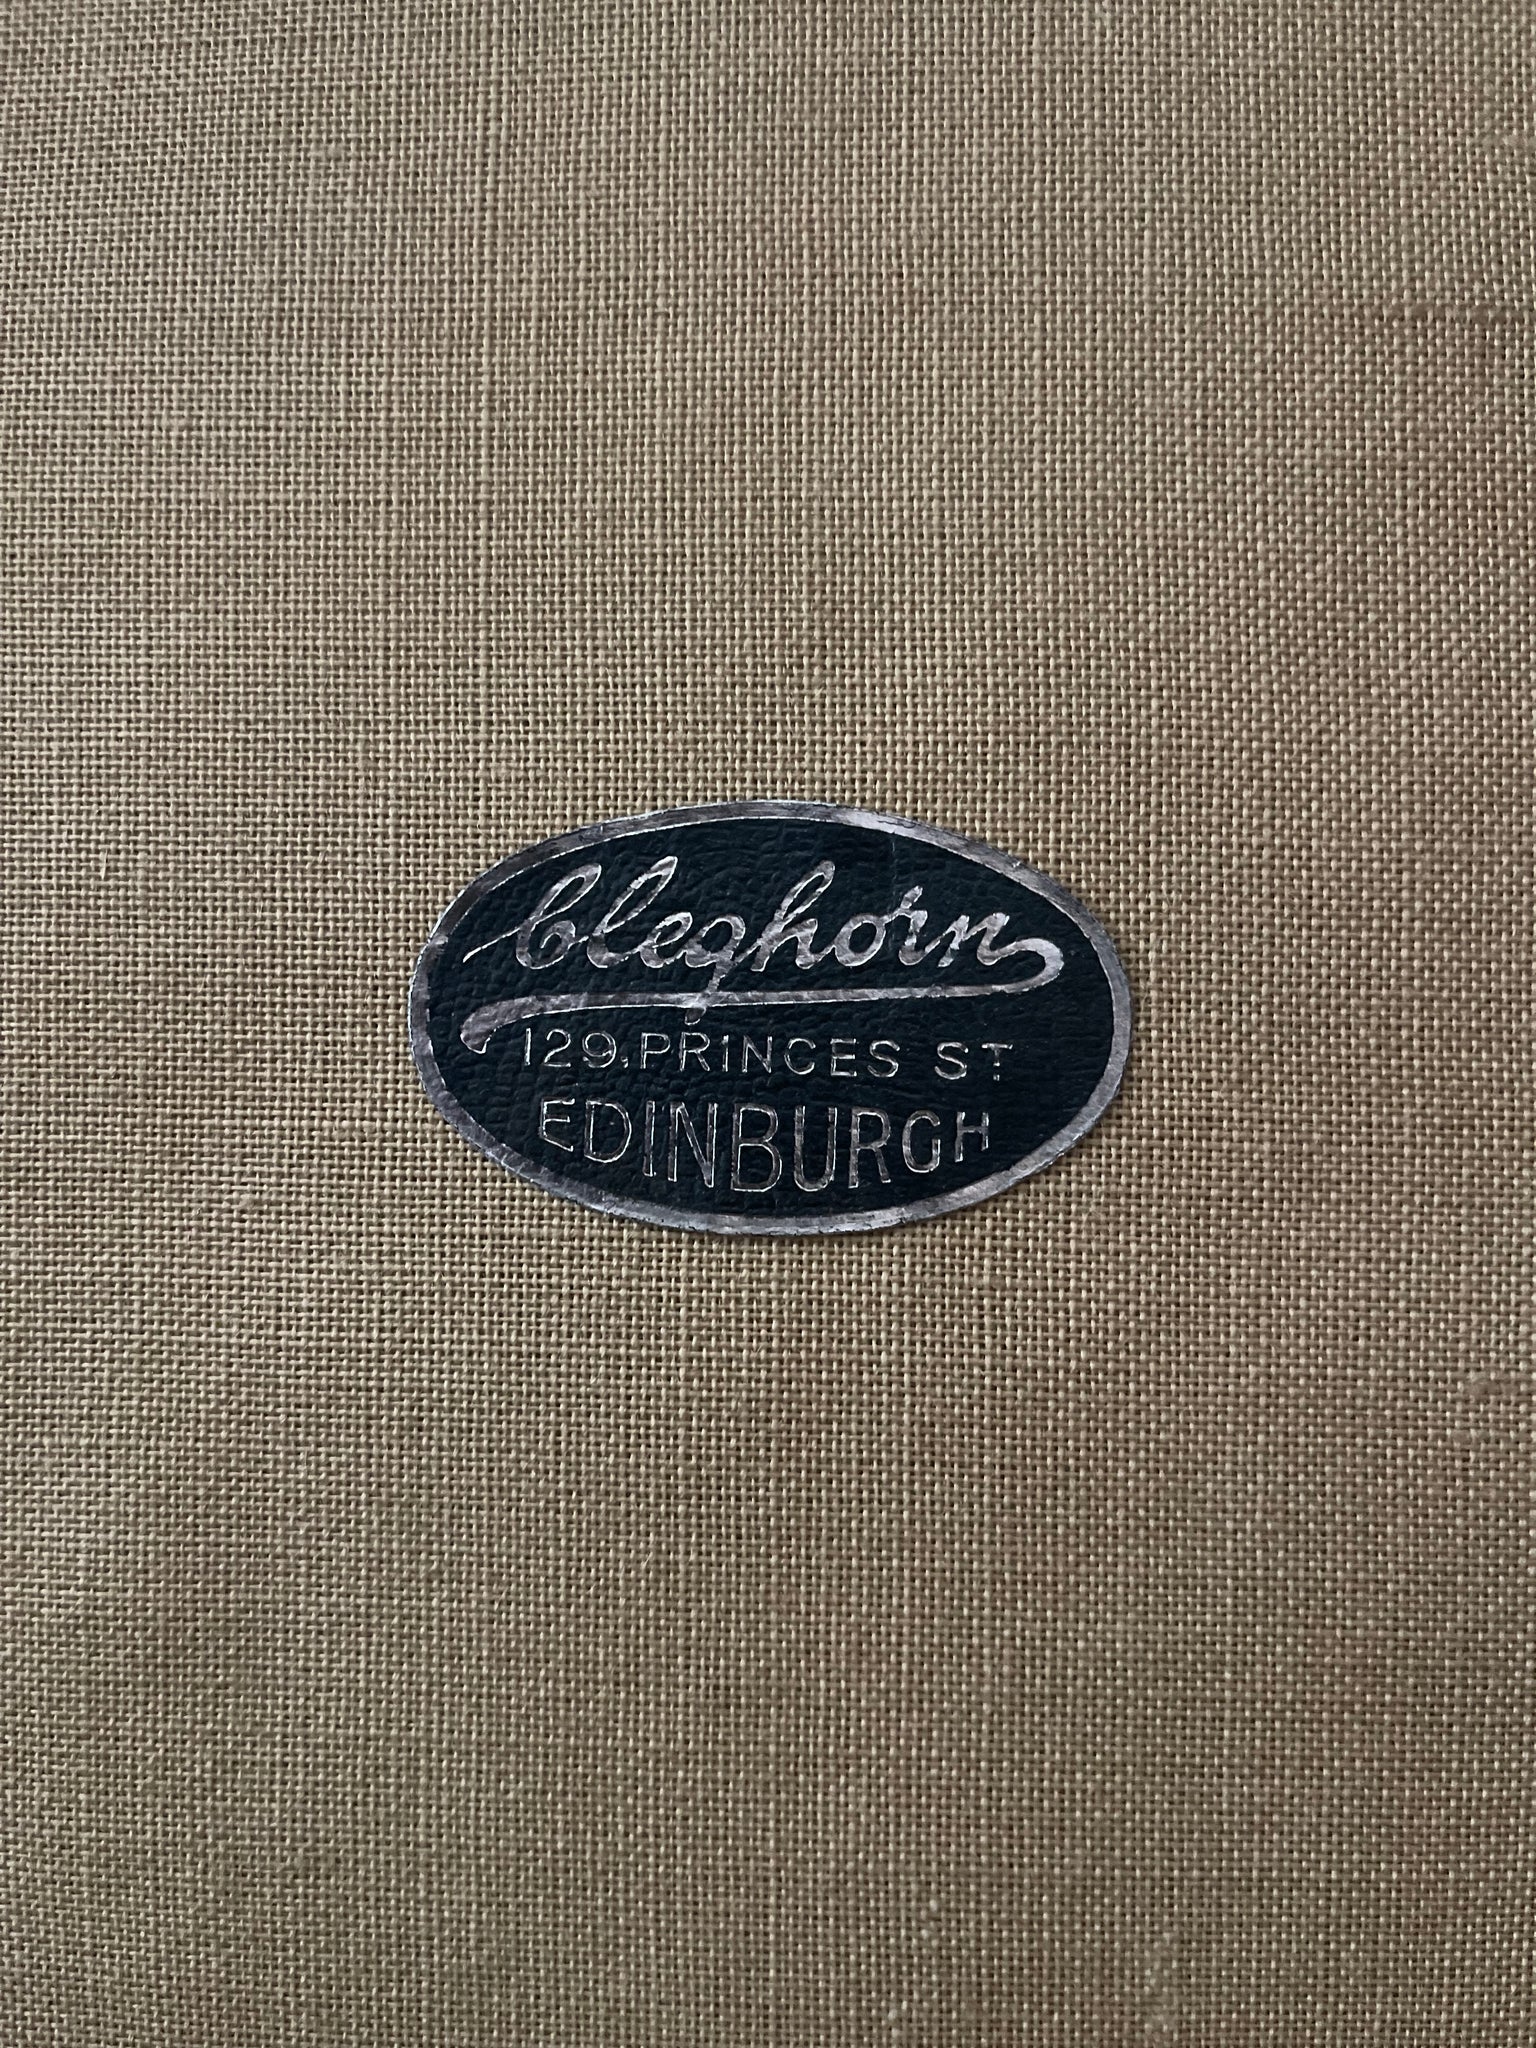 Cleghorn
129, PRINCES ST
EDINBURGH